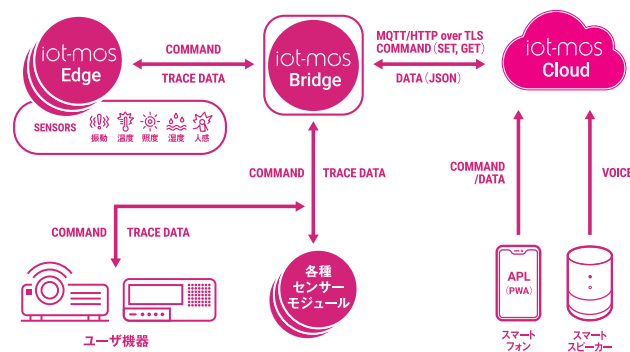 iot-mos
Edge
COMMAND
TRACE DATA
iot-mos
Bridge
MQTT/HTTP over TLS
COMMAND(SET, GET)
DATA(JSON)
iot-mos
Cloud
SENSORS
振動
温度
照度
湿度
人感
COMMAND
TRACE DATA
COMMAND
/DATA
VOICE
COMMAND
TRACE DATA
各種
センサー
モジュール
APL
(PWA)
ユーザ機器
スマート
フォン
スマート
スピーカー